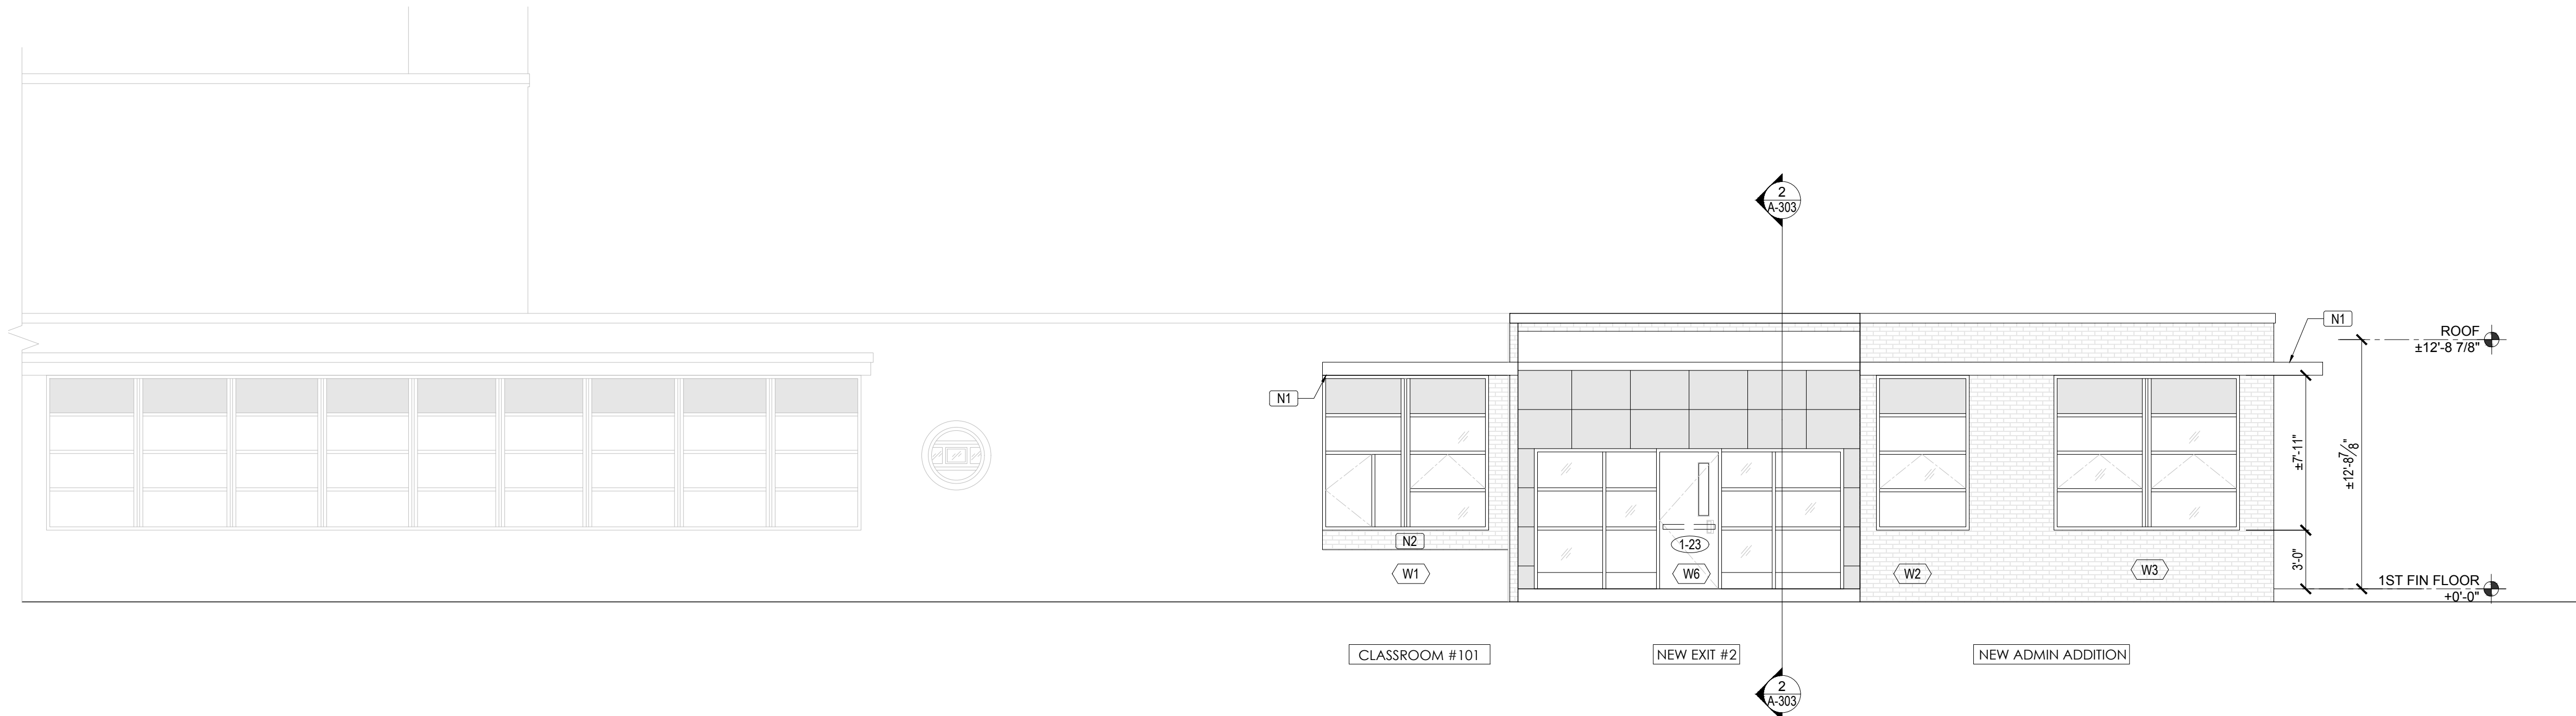 2
A-303
N1
ROOF
±12'-8 7/8"
N1
±7'-11"
±12'-8 7/8"
N2
1-23
W1
W6
W2
W3
3'-0"
1ST FIN FLOOR
+0'-0"
CLASSROOM #101
NEW EXIT #2
NEW ADMIN ADDITION
2
A-303